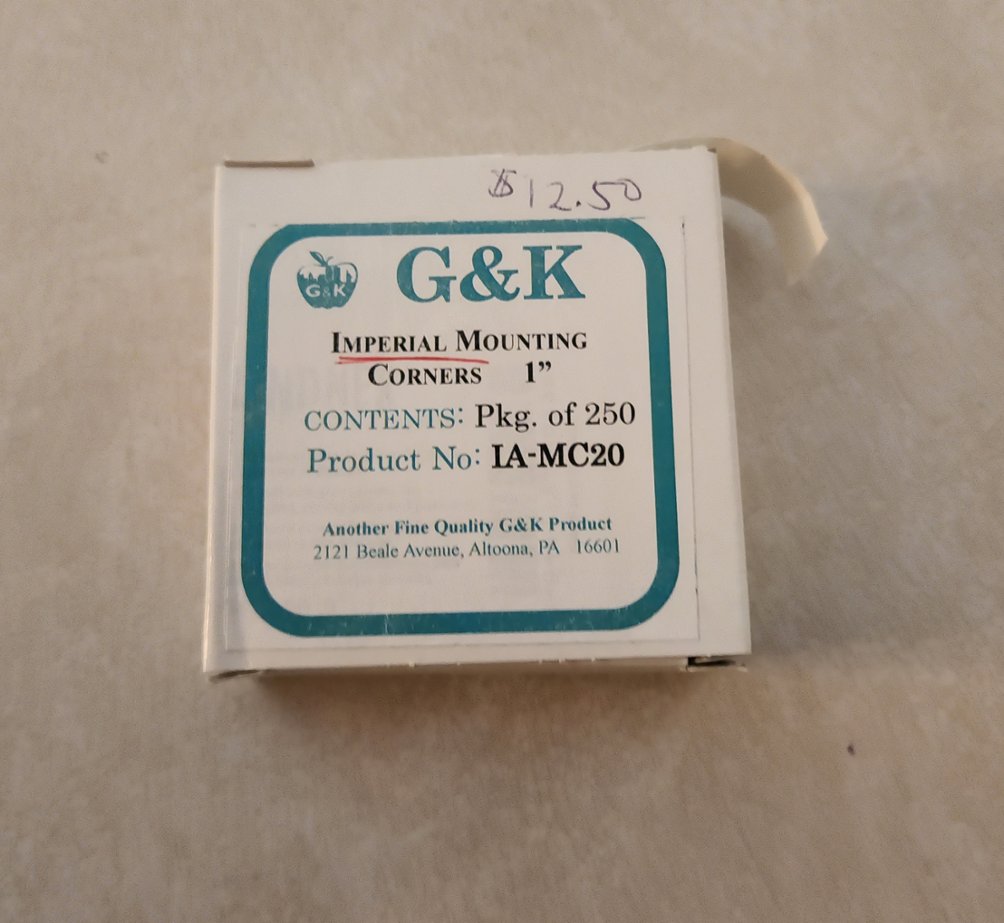 $12.50
G&K
G&K
IMPERIAL MOUNTING
CORNERS 1”
CONTENTS: Pkg. of 250
Product No: IA-MC20
Another Fine Quality G&K Product
2121 Beale Avenue, Altoona, PA 16601